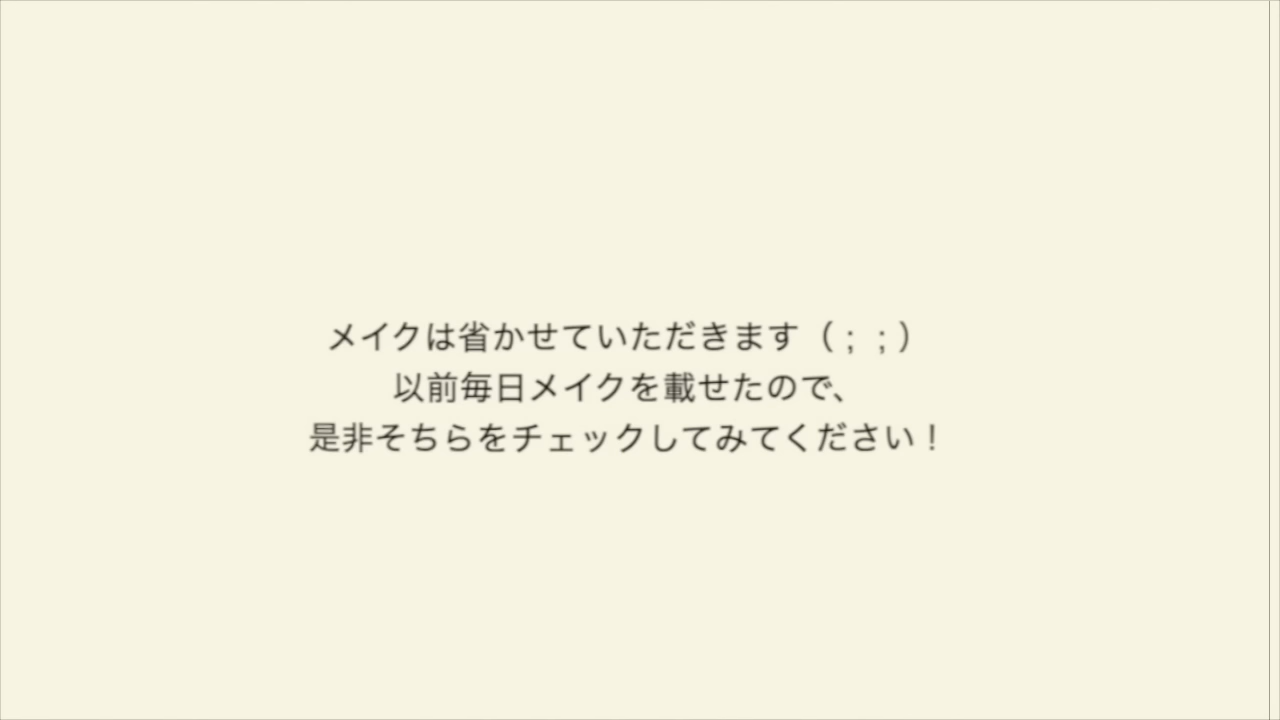 メイクは省かせていただきます（ ; ; ）
以前毎日メイクを載せたので、
是非そちらをチェックしてみてください！